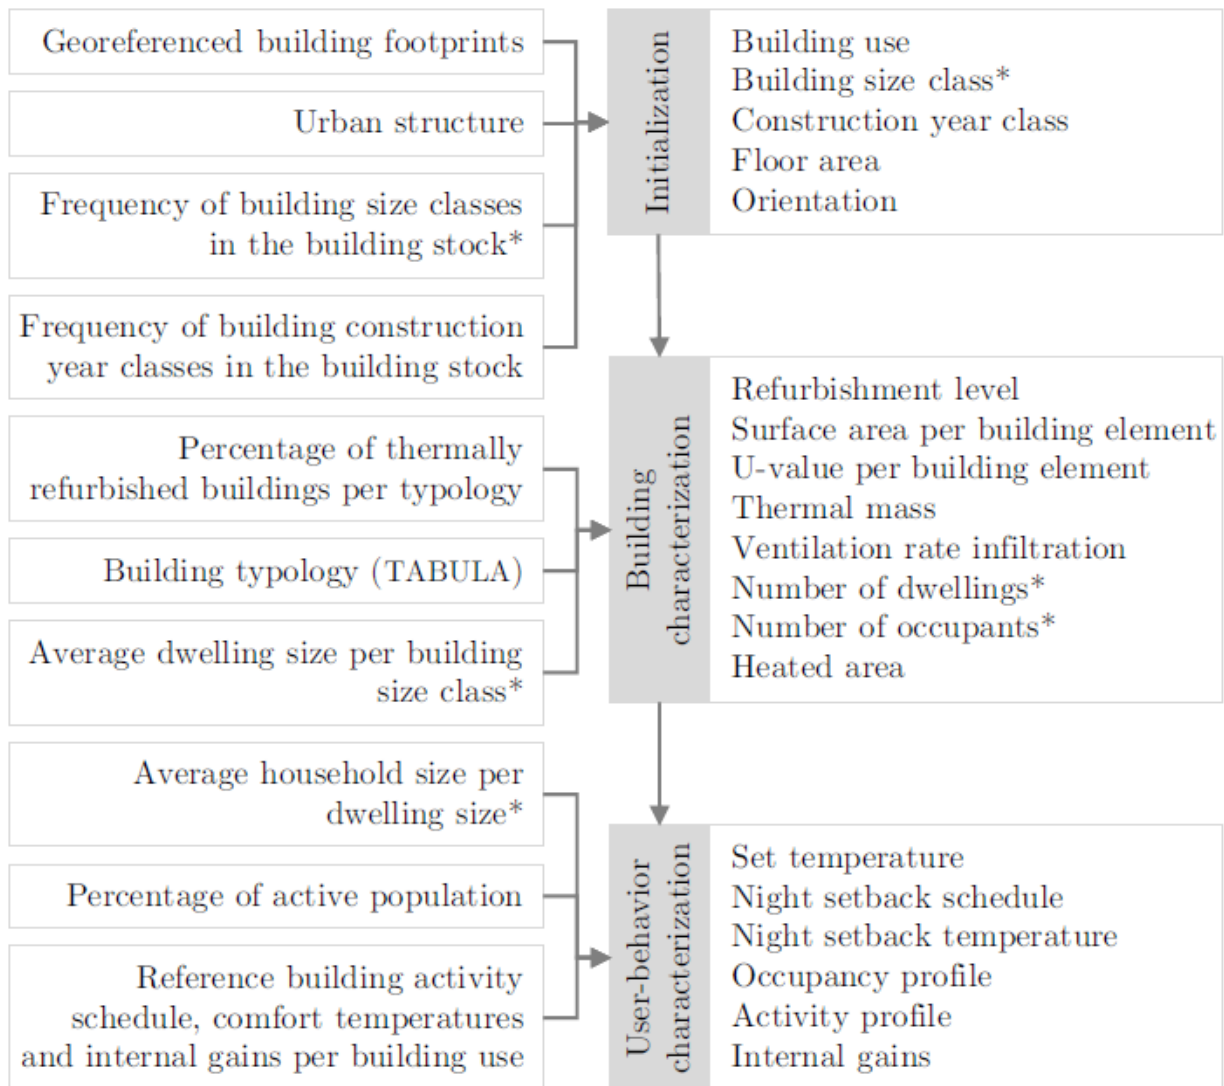 Georeferenced building footprints
Urban structure
Frequency of building size classes
in the building stock*
Frequency of building construction
year classes in the building stock
Percentage of thermally
refurbished buildings per typology
Building typology (TABULA)
Average dwelling size per building
size class*
Average household size per
dwelling size*
Percentage of active population
Reference building activity
schedule, comfort temperatures
and internal gains per building use
Initialization
Building use
Building size class*
Construction year class
Floor area
Orientation
Building
characterization
Refurbishment level
Surface area per building element
U-value per building element
Thermal mass
Ventilation rate infiltration
Number of dwellings*
Number of occupants*
Heated area
User-behavior
characterization
Set temperature
Night setback schedule
Night setback temperature
Occupancy profile
Activity profile
Internal gains